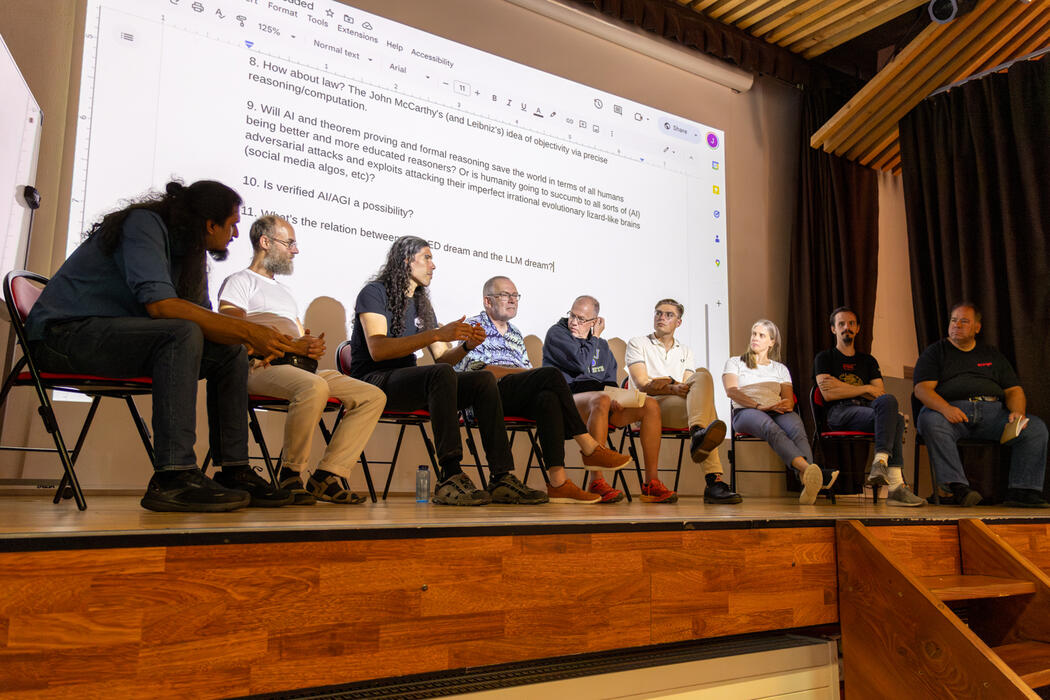 Format Tools Extensions Help Accessibility
125% Normal text Arial 11 B I U A Share J
8. How about law? The John McCarthy's (and Leibniz's) idea of objectivity via precise
reasoning/computation.
9. Will AI and theorem proving and formal reasoning save the world in terms of all humans
being better and more educated reasoners? Or is humanity going to succumb to all sorts of (AI)
adversarial attacks and exploits attacking their imperfect irrational evolutionary lizard-like brains
(social media algos, etc)?
10. Is verified AI/AGI a possibility?
11. What's the relation between ED dream and the LLM dream?